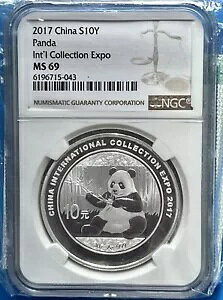 2017 China S10Y
Panda
Int'l Collection Expo
MS 69
6196715-043
NUMISMATIC GUARANTY CORPORATION
NGC
CHINA INTERNATIONAL COLLECTION EXPO 2017
10元